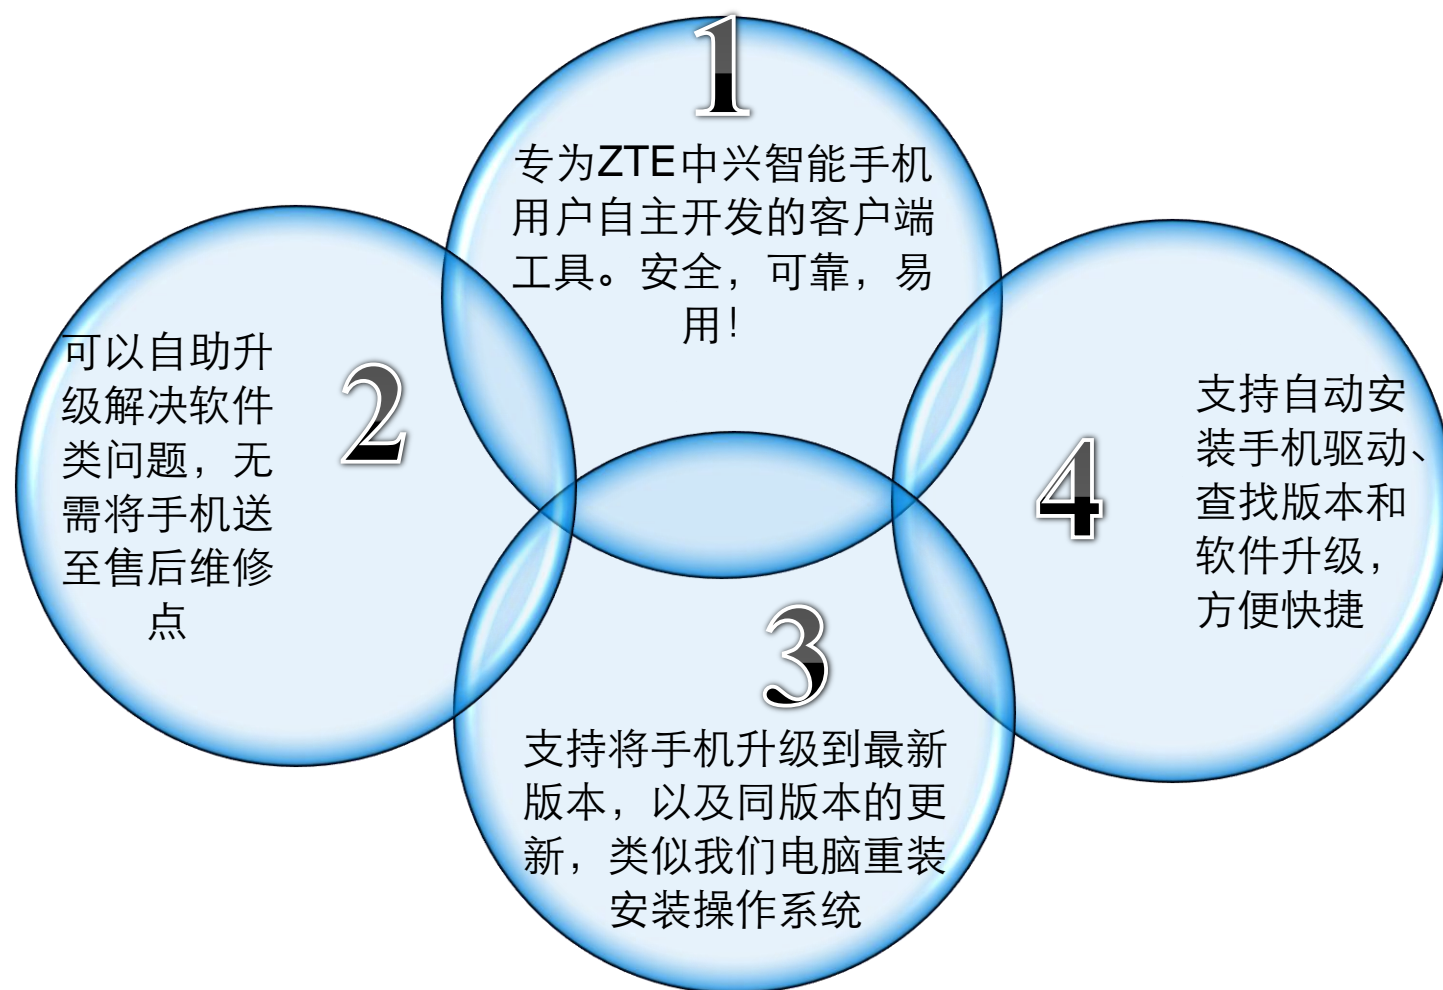 1
专为ZTE中兴智能手机
用户自主开发的客户端
工具。安全，可靠，易
用！
2
可以自助升
级解决软件
类问题，无
需将手机送
至售后维修
点
3
支持将手机升级到最新
版本，以及同版本的更
新，类似我们电脑重装
安装操作系统
4
支持自动安
装手机驱动、
查找版本和
软件升级，
方便快捷